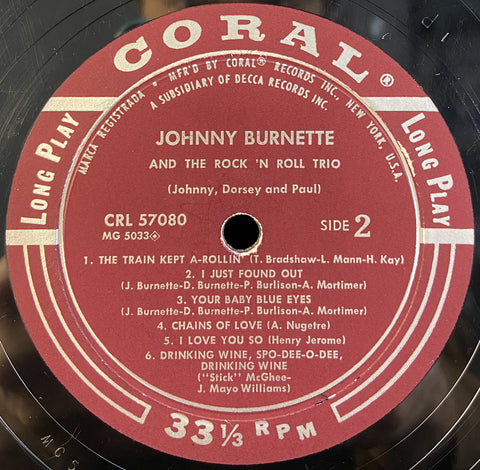 CORAL®
MARCA REGISTRADA • MFR'D BY CORAL® RECORDS INC. NEW YORK, U.S.A.
A SUBSIDIARY OF DECCA RECORDS INC.
LONG PLAY
LONG PLAY
JOHNNY BURNETTE
AND THE ROCK 'N ROLL TRIO
(Johnny, Dorsey and Paul)
CRL 57080
MG 5033
SIDE 2
1. THE TRAIN KEPT A-ROLLIN' (T. Bradshaw-L. Mann-H. Kay)
2. I JUST FOUND OUT
(J. Burnette-D. Burnette-P. Burlison-A. Mortimer)
3. YOUR BABY BLUE EYES
(J. Burnette-D. Burnette-P. Burlison-A. Mortimer)
4. CHAINS OF LOVE (A. Nugetre)
5. I LOVE YOU SO (Henry Jerome)
6. DRINKING WINE, SPO-DEE-O-DEE,
DRINKING WINE
("Stick" McGhee-
J. Mayo Williams)
33⅓ RPM